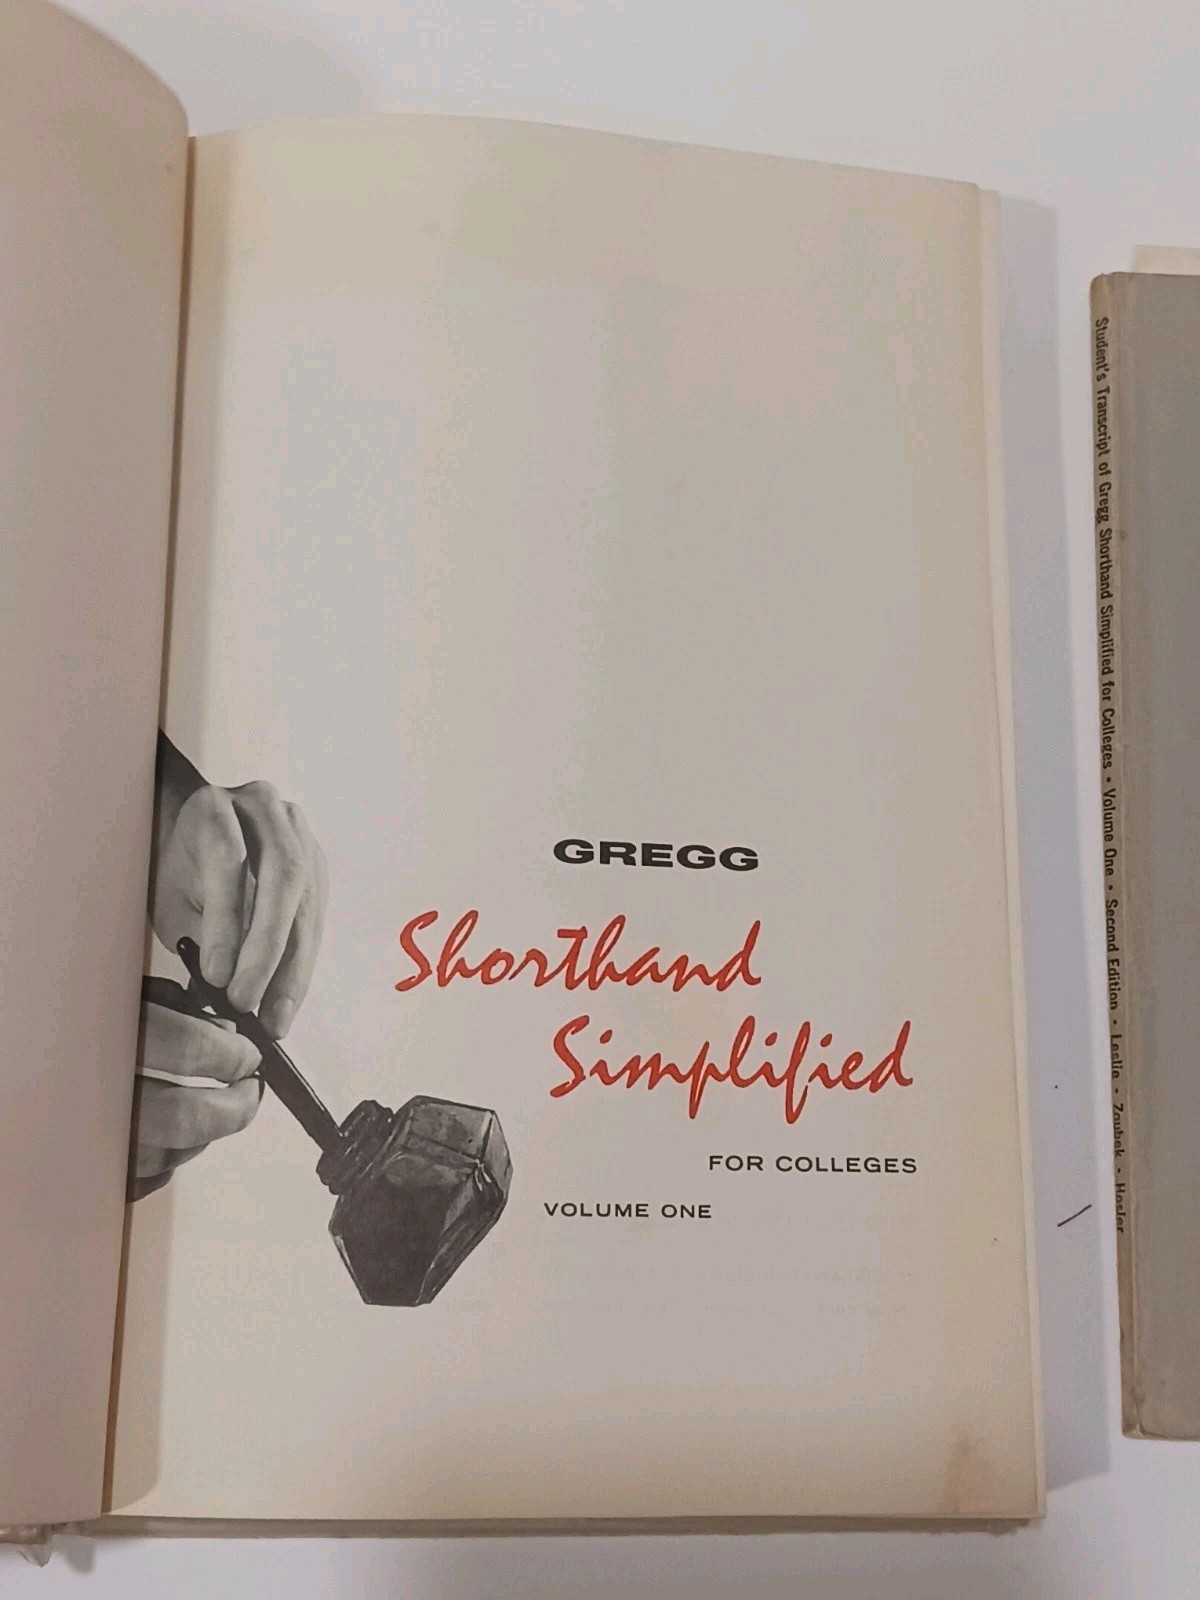 GREGG
Shorthand
Simplified
FOR COLLEGES
VOLUME ONE
Student's Transcript of Gregg Shorthand Simplified for Colleges • Volume One • Second Edition • Leslie • Zoubek • Hosler